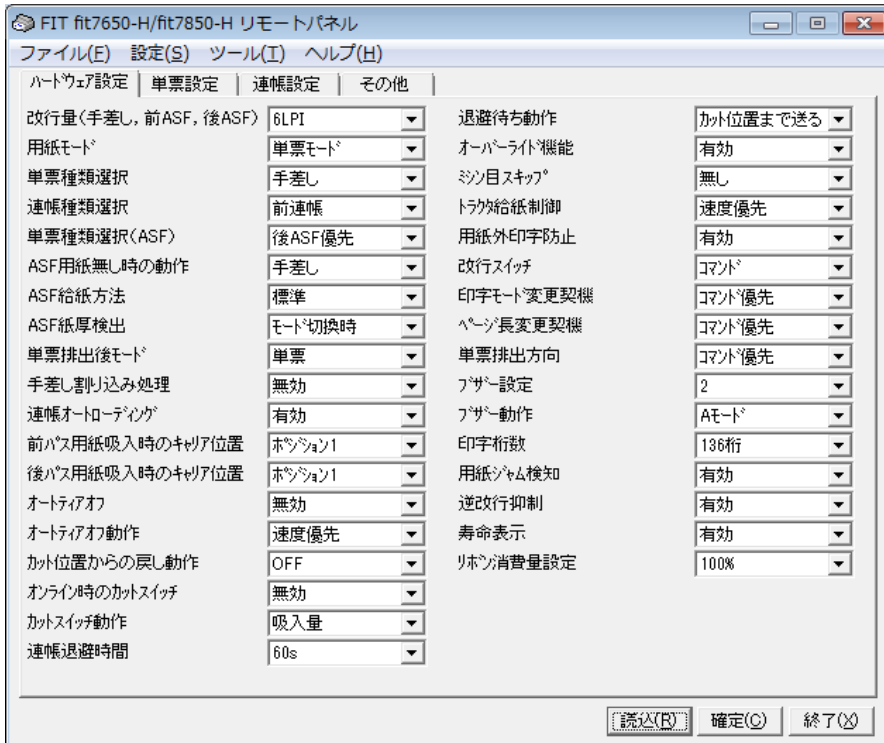 FIT fit7650-H/fit7850-H リモートパネル
ファイル(F) 設定(S) ツール(T) ヘルプ(H)
ﾊｰﾄﾞｳｪｱ設定 単票設定 連帳設定 その他
改行量(手差し，前ASF，後ASF) 6LPI
用紙ﾓｰﾄﾞ 単票ﾓｰﾄﾞ
単票種類選択 手差し
連帳種類選択 前連帳
単票種類選択(ASF) 後ASF優先
ASF用紙無し時の動作 手差し
ASF給紙方法 標準
ASF紙厚検出 ﾓｰﾄﾞ切換時
単票排出後ﾓｰﾄﾞ 単票
手差し割り込み処理 無効
連帳ｵｰﾄﾛｰﾃﾞｨﾝｸﾞ 有効
前ﾊﾟｽ用紙吸入時のｷｬﾘｱ位置 ﾎﾟｼﾞｼｮﾝ1
後ﾊﾟｽ用紙吸入時のｷｬﾘｱ位置 ﾎﾟｼﾞｼｮﾝ1
ｵｰﾄﾃｨｱｵﾌ 無効
ｵｰﾄﾃｨｱｵﾌ動作 速度優先
ｶｯﾄ位置からの戻し動作 OFF
ｵﾝﾗｲﾝ時のｶｯﾄｽｲｯﾁ 無効
ｶｯﾄｽｲｯﾁ動作 吸入量
連帳退避時間 60s
退避待ち動作 ｶｯﾄ位置まで送る
ｵｰﾊﾞｰﾗｲﾄﾞ機能 有効
ﾐｼﾝ目ｽｷｯﾌﾟ 無し
ﾄﾗｸﾀ給紙制御 速度優先
用紙外印字防止 有効
改行ｽｲｯﾁ ｺﾏﾝﾄﾞ
印字ﾓｰﾄﾞ変更契機 ｺﾏﾝﾄﾞ優先
ﾍﾟｰｼﾞ長変更契機 ｺﾏﾝﾄﾞ優先
単票排出方向 ｺﾏﾝﾄﾞ優先
ﾌﾞｻﾞｰ設定 2
ﾌﾞｻﾞｰ動作 Aﾓｰﾄﾞ
印字桁数 136桁
用紙ｼﾞｬﾑ検知 有効
逆改行抑制 有効
寿命表示 有効
ﾘﾎﾞﾝ消費量設定 100%
読込(R) 確定(C) 終了(X)